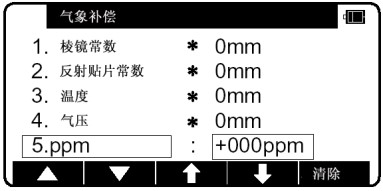 气象补偿
1. 棱镜常数 * 0mm
2. 反射贴片常数 * 0mm
3. 温度 * 0mm
4. 气压 * 0mm
5.ppm : +000ppm
清除